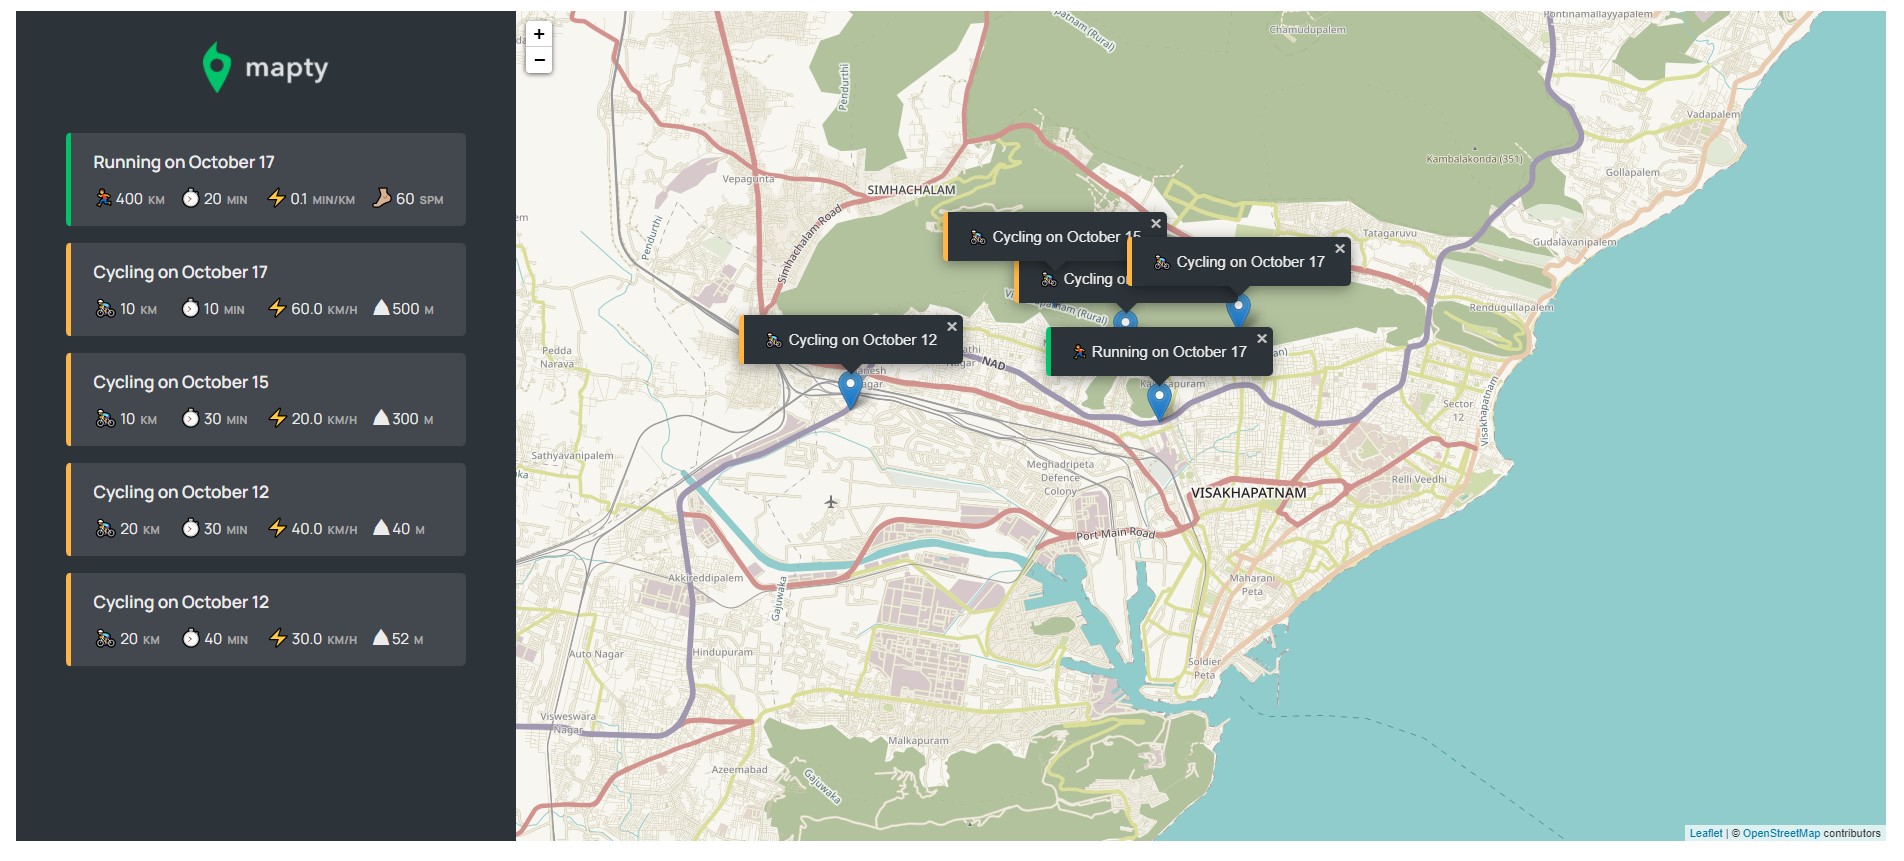 mapty
Running on October 17
400 KM 20 MIN 0.1 MIN/KM 60 SPM
Cycling on October 17
10 KM 10 MIN 60.0 KM/H 500 M
Cycling on October 15
10 KM 30 MIN 20.0 KM/H 300 M
Cycling on October 12
20 KM 30 MIN 40.0 KM/H 40 M
Cycling on October 12
20 KM 40 MIN 30.0 KM/H 52 M
+
−
patnam (Rural)
Chamudupalem
Pontinamallayyapalem
Pendurthi
Vadapalem
Kambalakonda (351)
Gollapalem
Vepagunta
SIMHACHALAM
Pendurthi
Simhachalam Road
Tatagaruvu
Gudalavanipalem
Cycling on October 15
×
Cycling on October 17
×
Cycling o
(Rural)
Rendugullapalem
Cycling on October 12
×
Running on October 17
×
Pedda
Narava
NAD
Nagar
Sector
12
Visakhapatnam
Sathyavanipalem
Meghadripeta
Defence
Colony
VISAKHAPATNAM
Relli Veedhi
Port Main Road
Akkireddipalem
Gajuwaka
Maharani
Peta
Auto Nagar
Hindupuram
Soldier
Peta
Visweswara
Nagar
Malkapuram
Azeemabad
Gajuwaka
Leaflet | © OpenStreetMap contributors